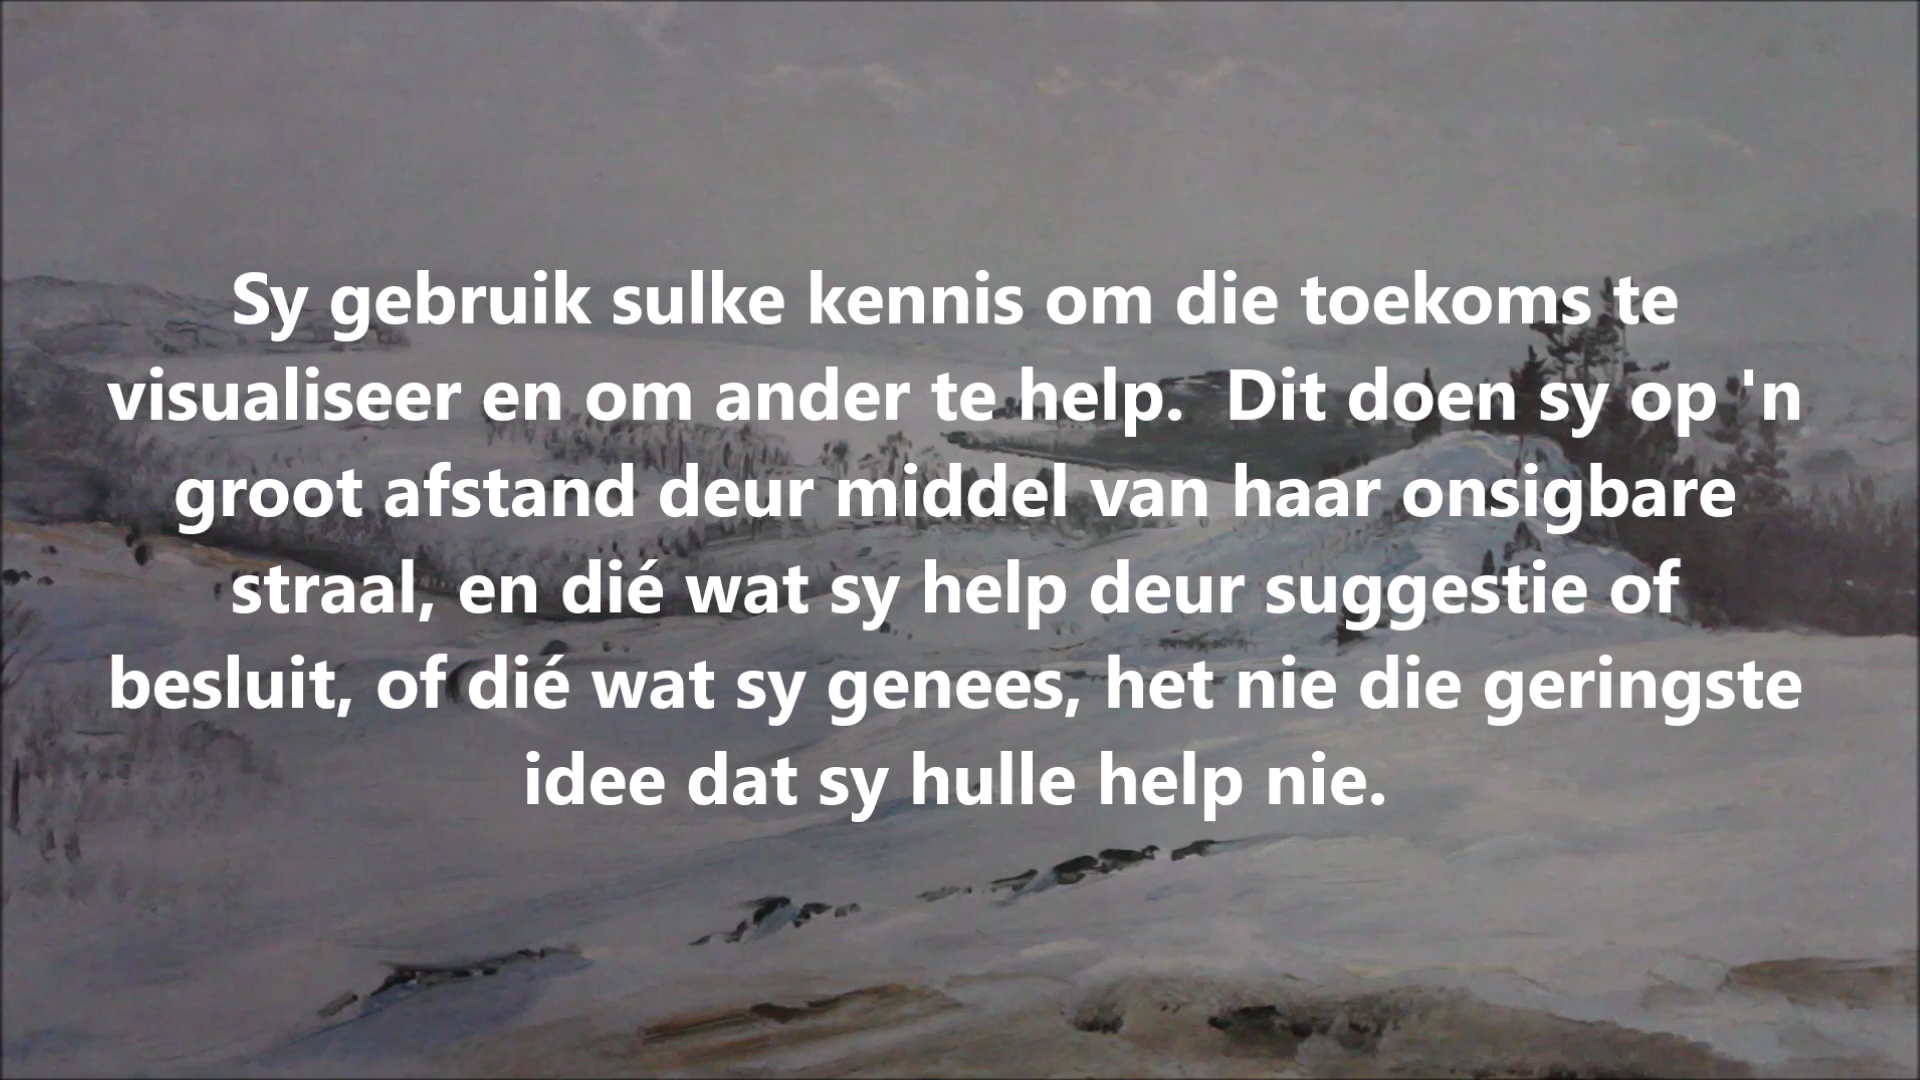 Sy gebruik sulke kennis om die toekoms te
visualiseer en om ander te help.  Dit doen sy op 'n
groot afstand deur middel van haar onsigbare
straal, en dié wat sy help deur suggestie of
besluit, of dié wat sy genees, het nie die geringste
idee dat sy hulle help nie.